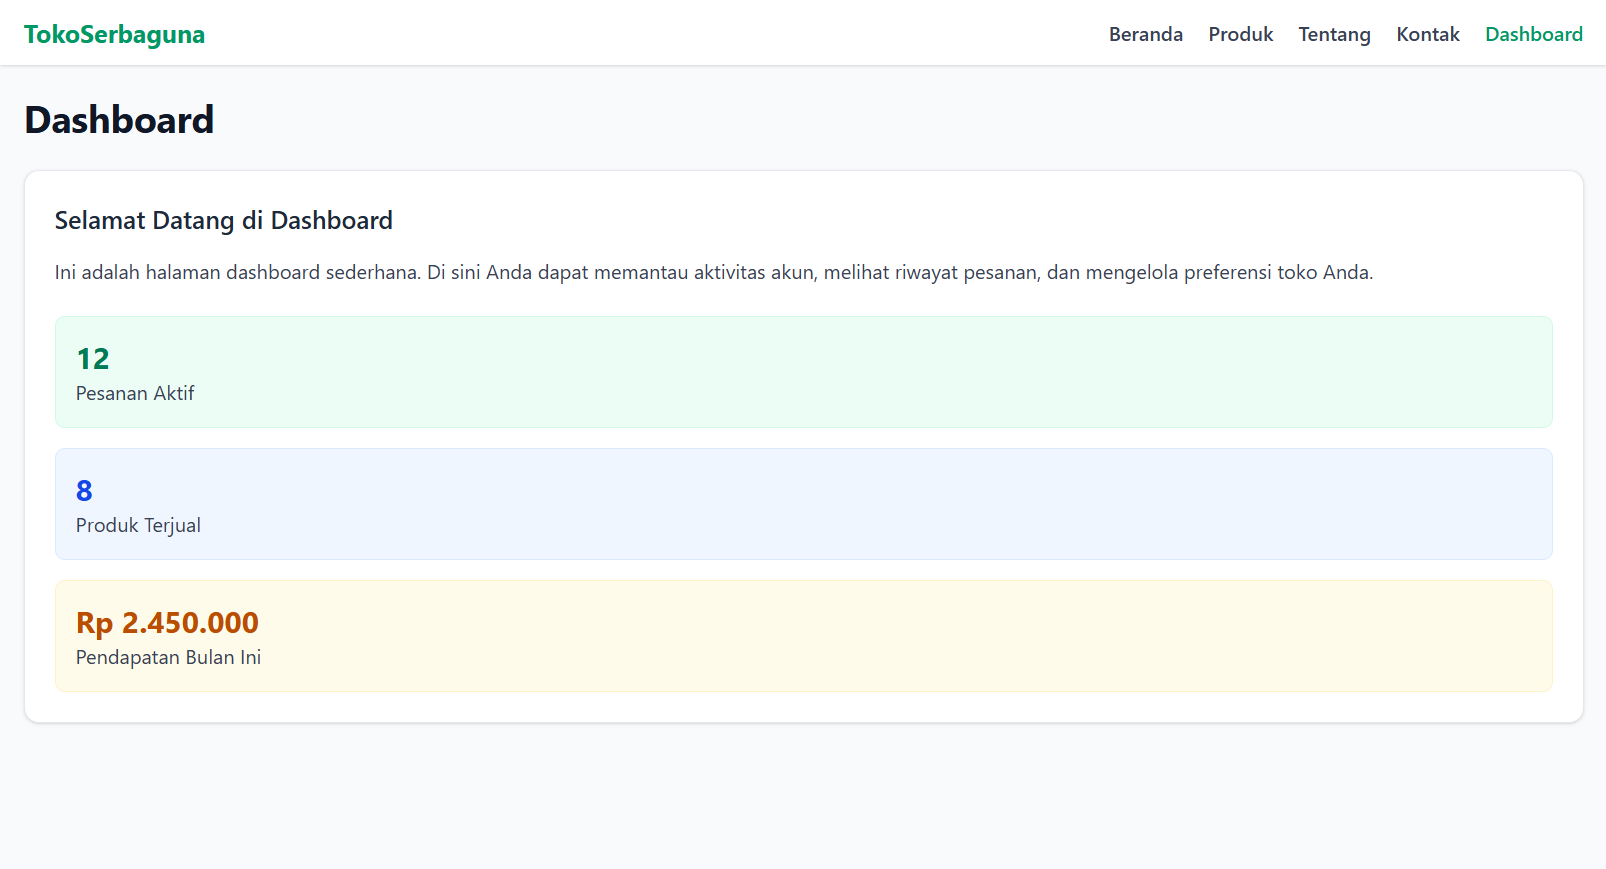 TokoSerbaguna
Beranda Produk Tentang Kontak Dashboard
Dashboard
Selamat Datang di Dashboard
Ini adalah halaman dashboard sederhana. Di sini Anda dapat memantau aktivitas akun, melihat riwayat pesanan, dan mengelola preferensi toko Anda.
12
Pesanan Aktif
8
Produk Terjual
Rp 2.450.000
Pendapatan Bulan Ini